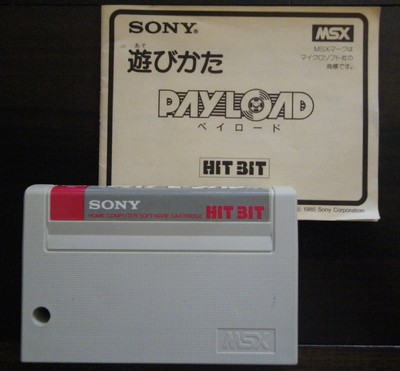 SONY®
MSX
MSXマークは
マイクロソフト社の
商標です。
あそ
遊びかた
PAYLOAD
ペイロード
HiT BiT
© 1985 Sony Corporation
SONY
HOME COMPUTER SOFTWARE CARTRIDGE
HiT BiT
MSX